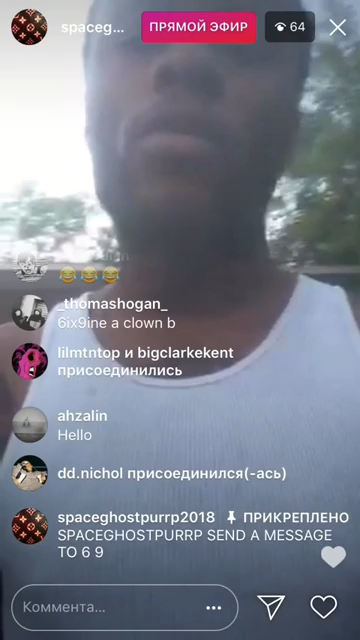 spaceg...
ПРЯМОЙ ЭФИР
64
😂😂😂
_thomashogan_
6ix9ine a clown b
lilmtntop и bigclarkekent
присоединились
ahzalin
Hello
dd.nichol присоединился(-ась)
spaceghostpurrp2018 ПРИКРЕПЛЕНО
SPACEGHOSTPURRP SEND A MESSAGE
TO 6 9
Коммента...